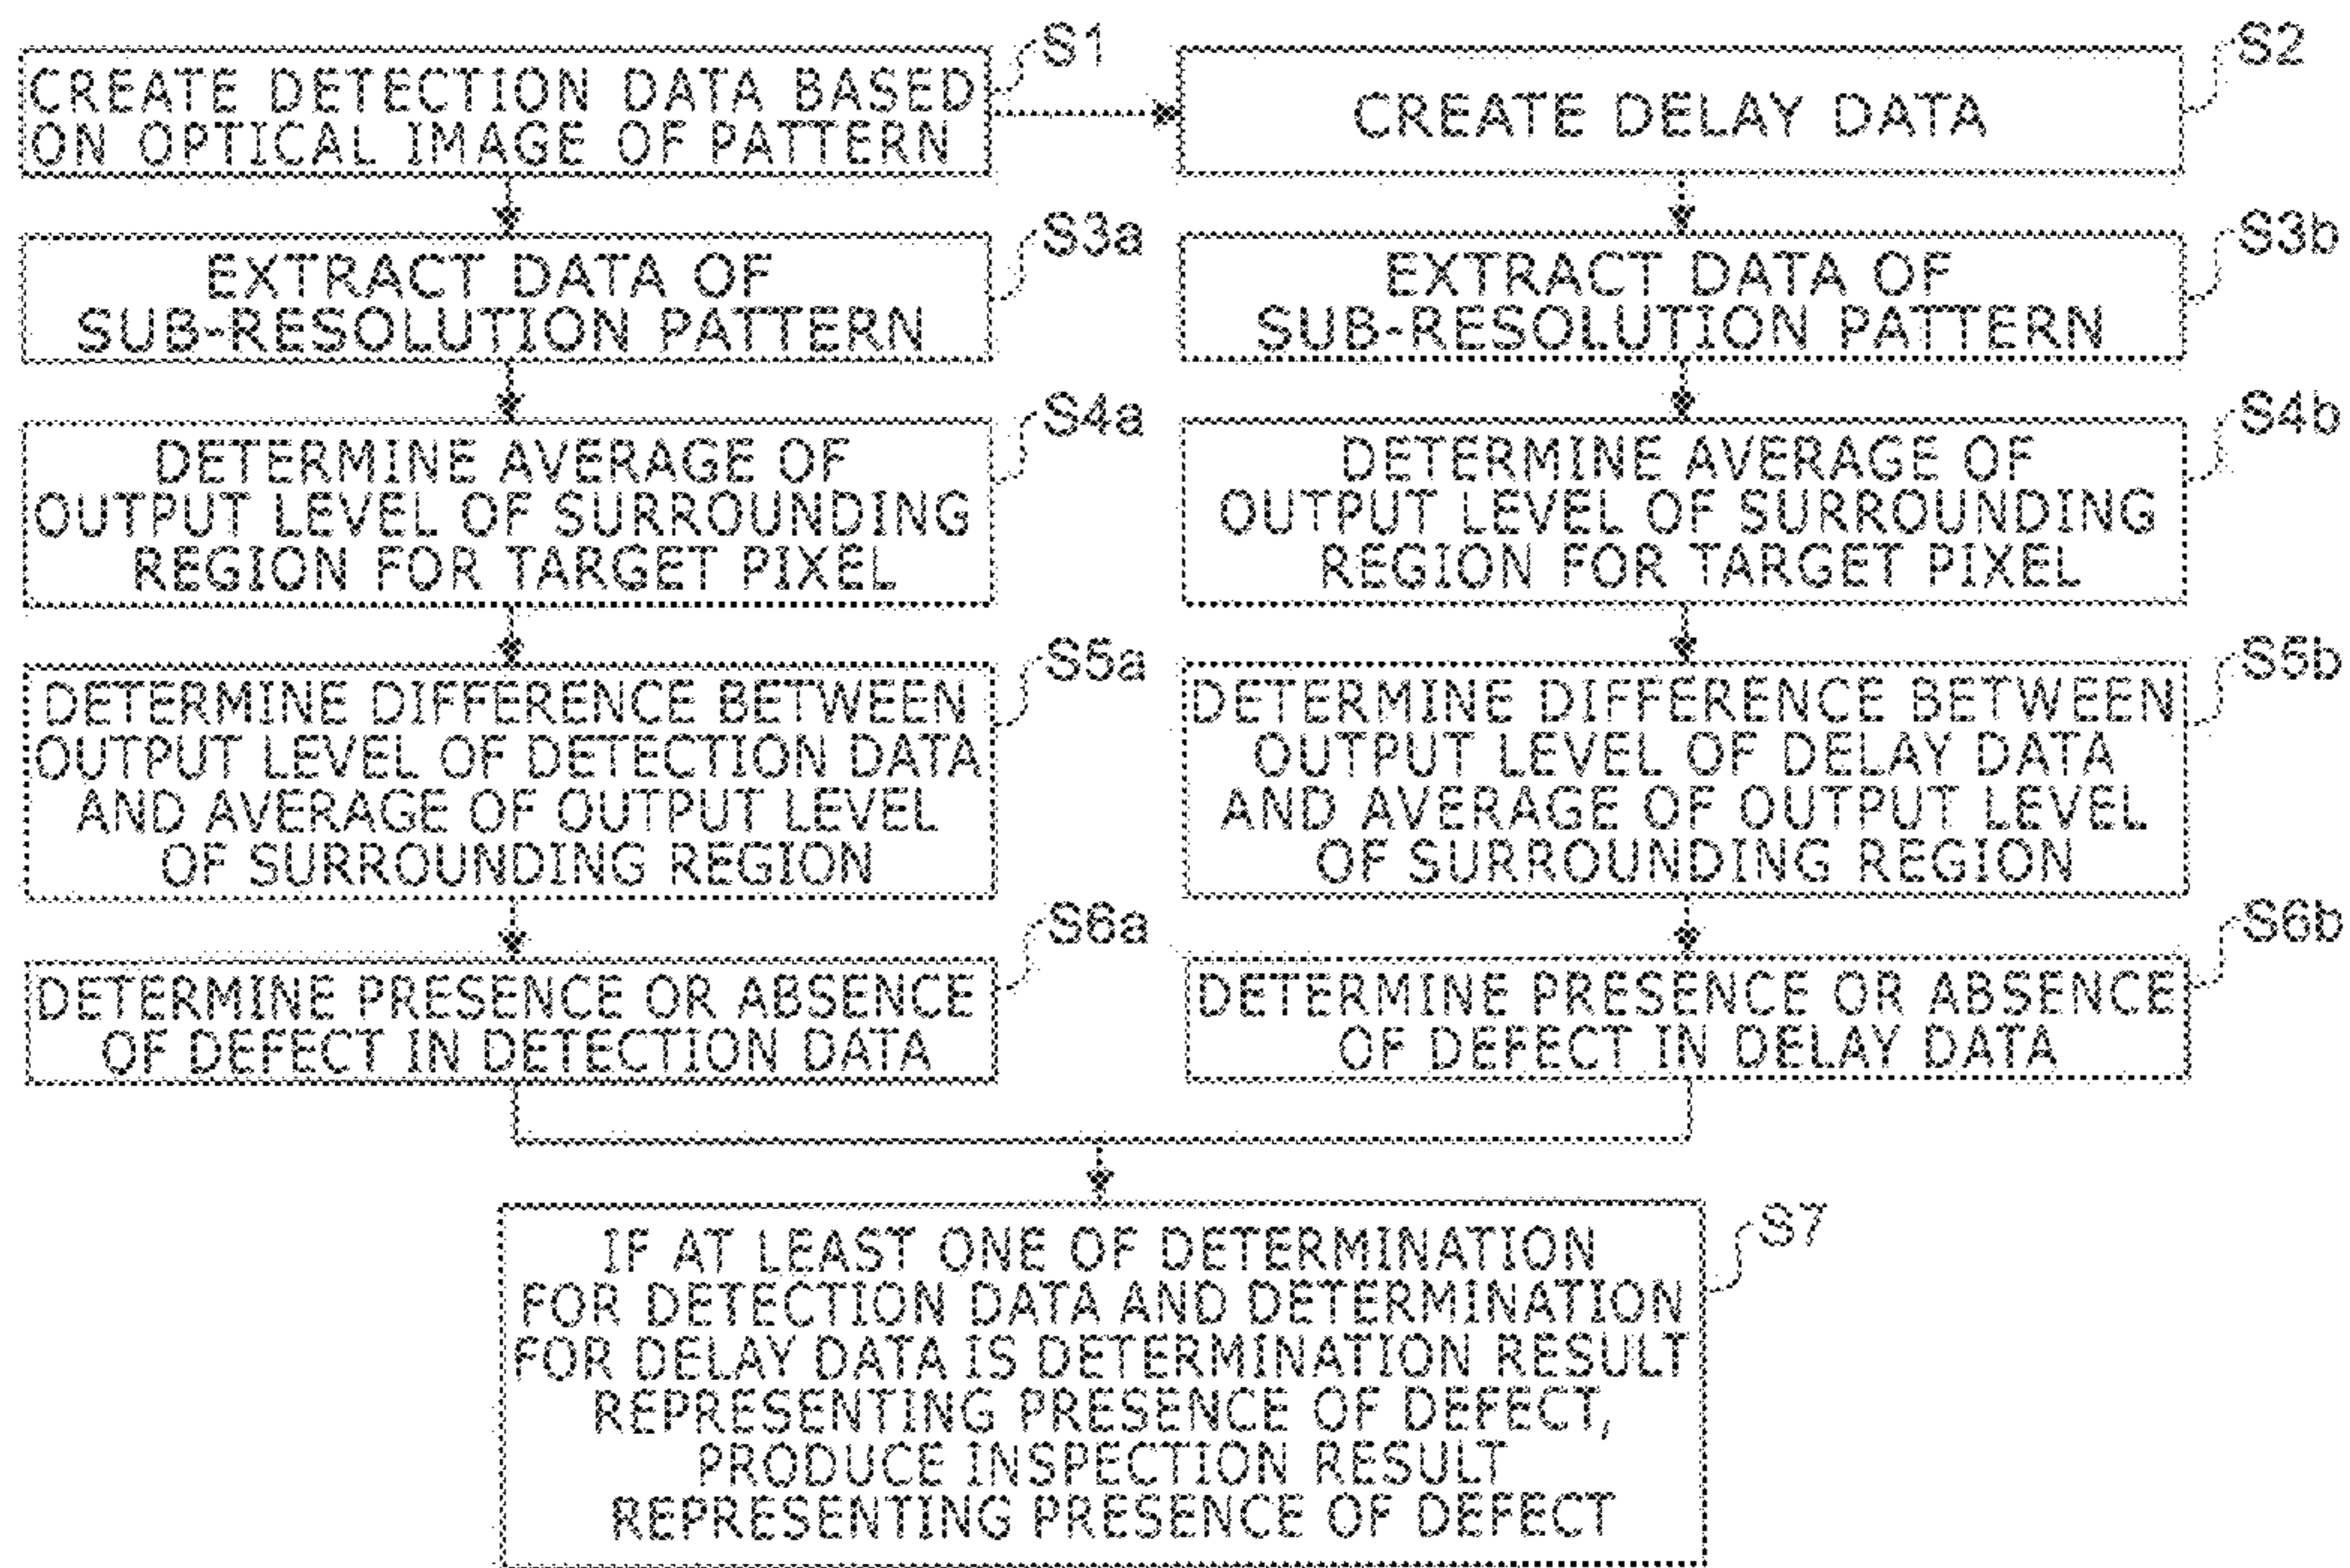 S1
CREATE DETECTION DATA BASED
ON OPTICAL IMAGE OF PATTERN
S2
CREATE DELAY DATA
S3a
EXTRACT DATA OF
SUB-RESOLUTION PATTERN
S3b
EXTRACT DATA OF
SUB-RESOLUTION PATTERN
S4a
DETERMINE AVERAGE OF
OUTPUT LEVEL OF SURROUNDING
REGION FOR TARGET PIXEL
S4b
DETERMINE AVERAGE OF
OUTPUT LEVEL OF SURROUNDING
REGION FOR TARGET PIXEL
S5a
DETERMINE DIFFERENCE BETWEEN
OUTPUT LEVEL OF DETECTION DATA
AND AVERAGE OF OUTPUT LEVEL
OF SURROUNDING REGION
S5b
DETERMINE DIFFERENCE BETWEEN
OUTPUT LEVEL OF DELAY DATA
AND AVERAGE OF OUTPUT LEVEL
OF SURROUNDING REGION
S6a
DETERMINE PRESENCE OR ABSENCE
OF DEFECT IN DETECTION DATA
S6b
DETERMINE PRESENCE OR ABSENCE
OF DEFECT IN DELAY DATA
S7
IF AT LEAST ONE OF DETERMINATION
FOR DETECTION DATA AND DETERMINATION
FOR DELAY DATA IS DETERMINATION RESULT
REPRESENTING PRESENCE OF DEFECT,
PRODUCE INSPECTION RESULT
REPRESENTING PRESENCE OF DEFECT